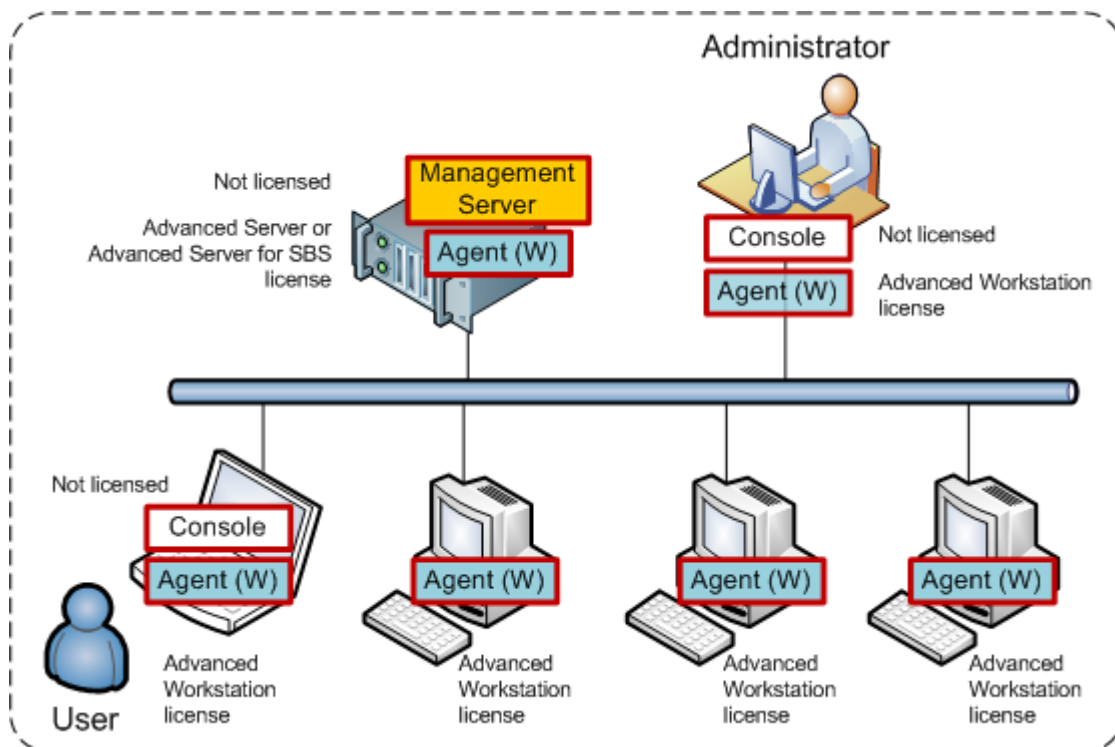 Administrator
Not licensed
Management
Server
Advanced Server or
Advanced Server for SBS
license
Agent (W)
Console
Not licensed
Agent (W)
Advanced Workstation
license
Not licensed
Console
Agent (W)
Agent (W)
Agent (W)
Agent (W)
User
Advanced
Workstation
license
Advanced
Workstation
license
Advanced
Workstation
license
Advanced
Workstation
license